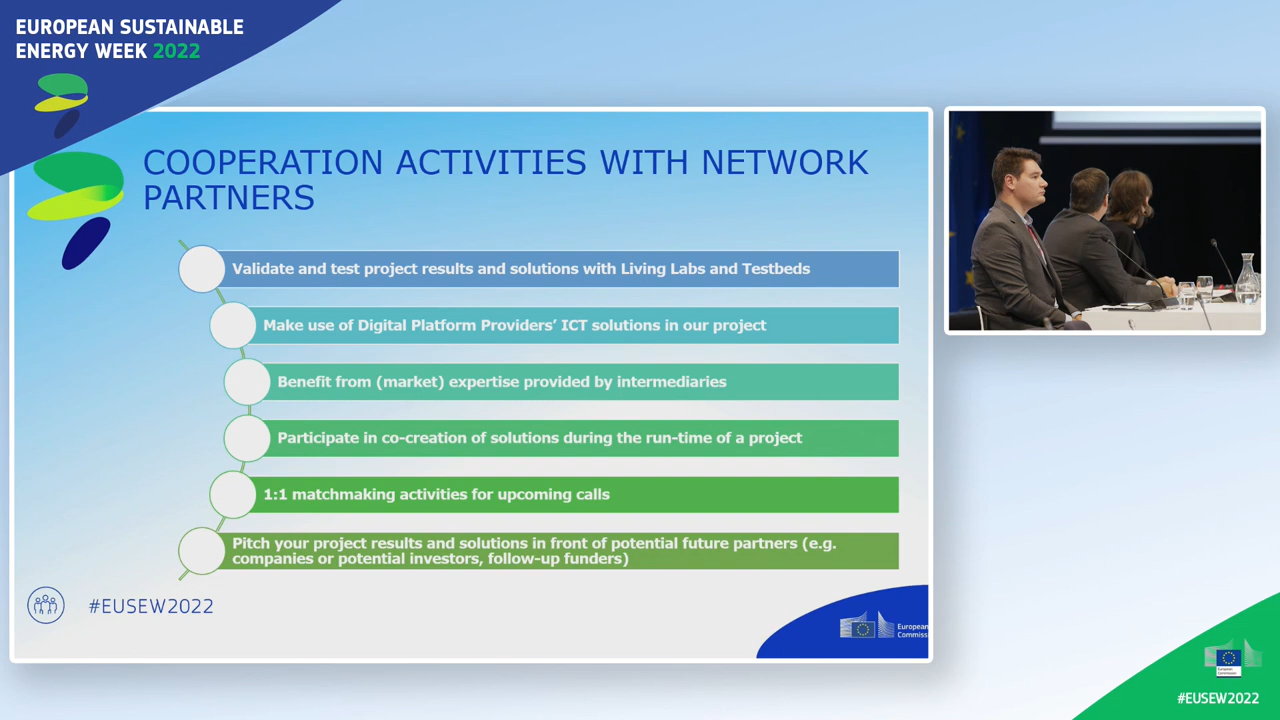 EUROPEAN SUSTAINABLE
ENERGY WEEK 2022
COOPERATION ACTIVITIES WITH NETWORK
PARTNERS
Validate and test project results and solutions with Living Labs and Testbeds
Make use of Digital Platform Providers’ ICT solutions in our project
Benefit from (market) expertise provided by intermediaries
Participate in co-creation of solutions during the run-time of a project
1:1 matchmaking activities for upcoming calls
Pitch your project results and solutions in front of potential future partners (e.g.
companies or potential investors, follow-up funders)
#EUSEW2022
European
Commiss
European
Commission
#EUSEW2022